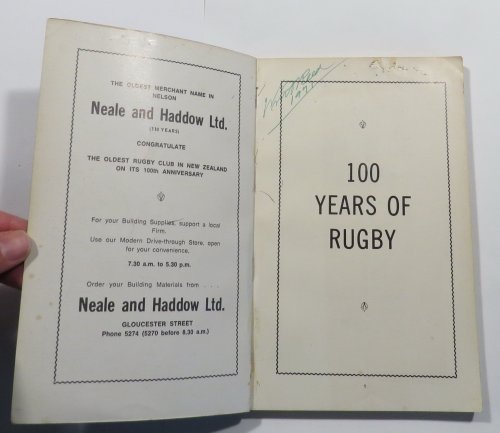 THE OLDEST MERCHANT NAME IN
NELSON
Neale and Haddow Ltd.
CONGRATULATE
THE OLDEST RUGBY CLUB IN NEW ZEALAND
ON ITS 100th ANNIVERSARY
For your Building Supplies, support a local
Firm.
Use our Modern Drive-through Store, open
for your convenience.
7.30 a.m. to 5.30 p.m.
Order your Building Materials from . . .
Neale and Haddow Ltd.
GLOUCESTER STREET
Phone 5274 (5270 before 8.30 a.m.)
100
YEARS OF
RUGBY